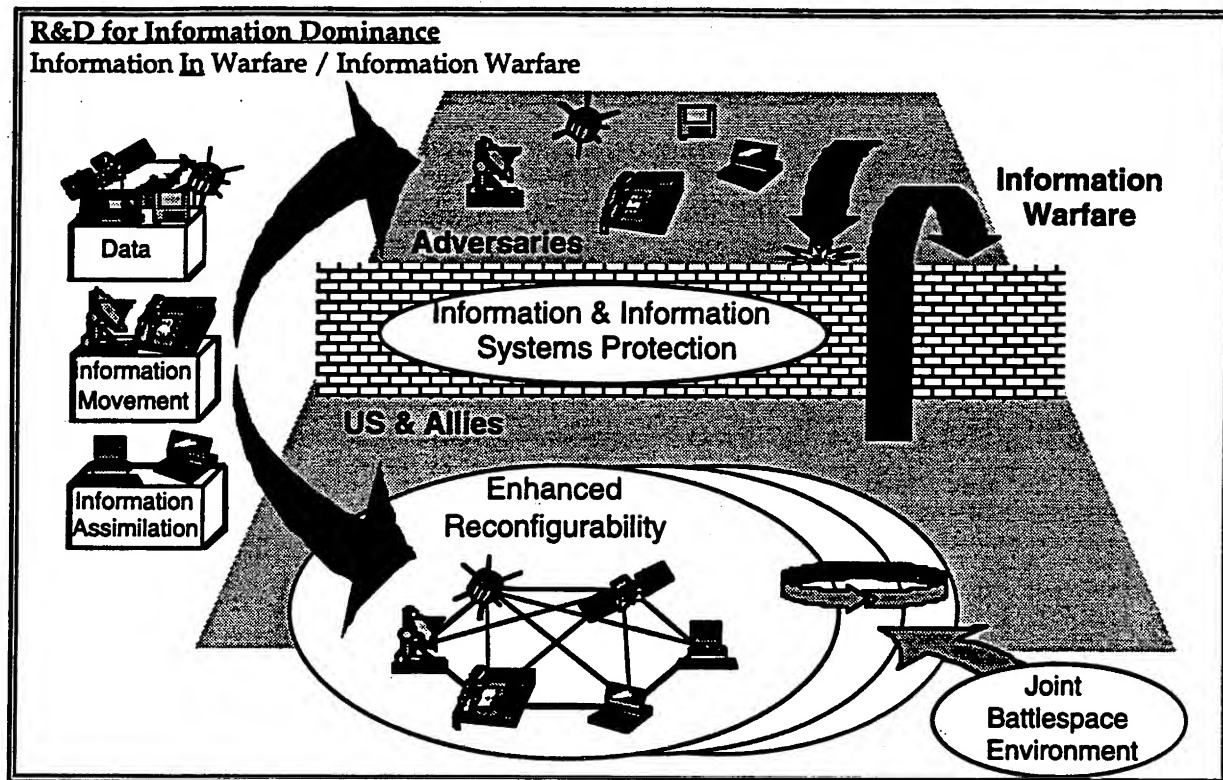 R&D for Information Dominance
Information In Warfare / Information Warfare
Data
Information
Movement
Information
Assimilation
Adversaries
Information
Warfare
Information & Information
Systems Protection
US & Allies
Enhanced
Reconfigurability
Joint
Battlespace
Environment